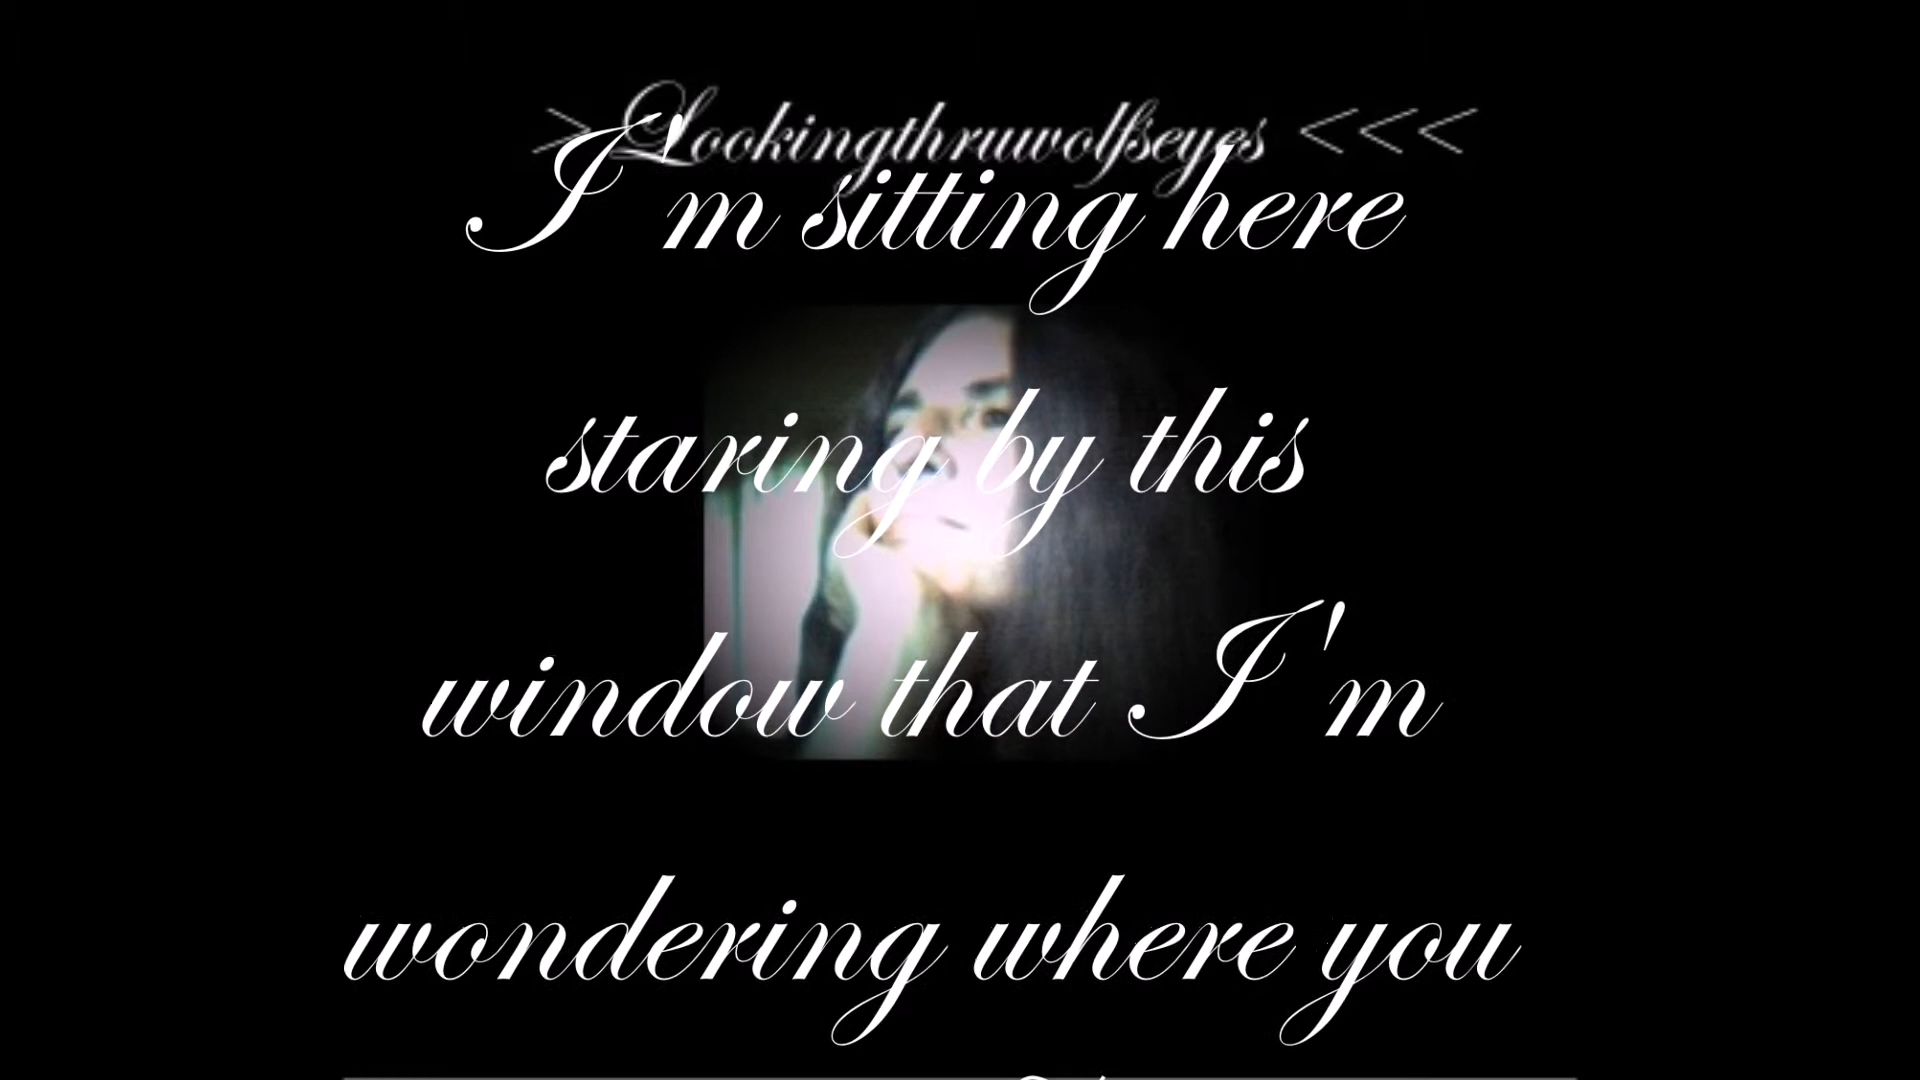 > Lookingthruwolfseyes <<<
I'm sitting here
staring by this
window that I'm
wondering where you